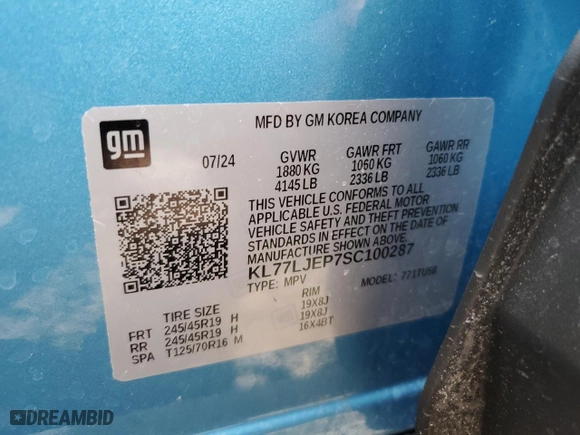 gm
MFD BY GM KOREA COMPANY
07/24 GVWR GAWR FRT GAWR RR
1880 KG 1060 KG 1060 KG
4145 LB 2336 LB 2336 LB
THIS VEHICLE CONFORMS TO ALL
APPLICABLE U.S. FEDERAL MOTOR
VEHICLE SAFETY AND THEFT PREVENTION
STANDARDS IN EFFECT ON THE DATE OF
MANUFACTURE SHOWN ABOVE.
KL77LJEP7SC100287
TYPE: MPV MODEL: 771TU58
TIRE SIZE RIM
FRT 245/45R19 H 19X8J
RR 245/45R19 H 19X8J
SPA T125/70R16 M 16X4BT
DREAMBID